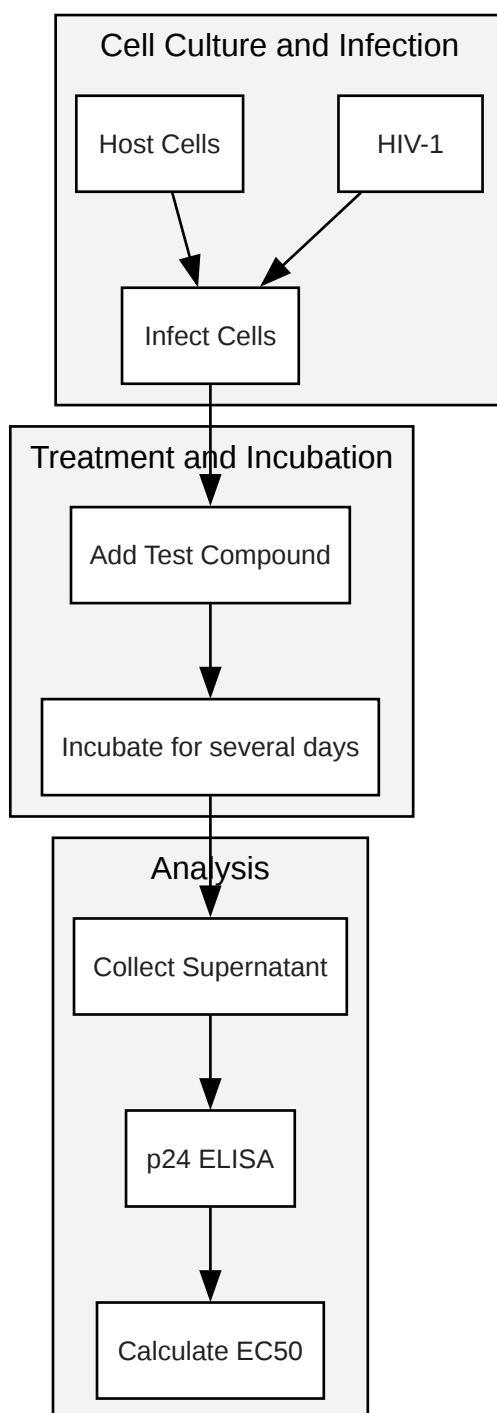 Cell Culture and Infection
Host Cells
HIV-1
Infect Cells
Treatment and Incubation
Add Test Compound
Incubate for several days
Analysis
Collect Supernatant
p24 ELISA
Calculate EC50